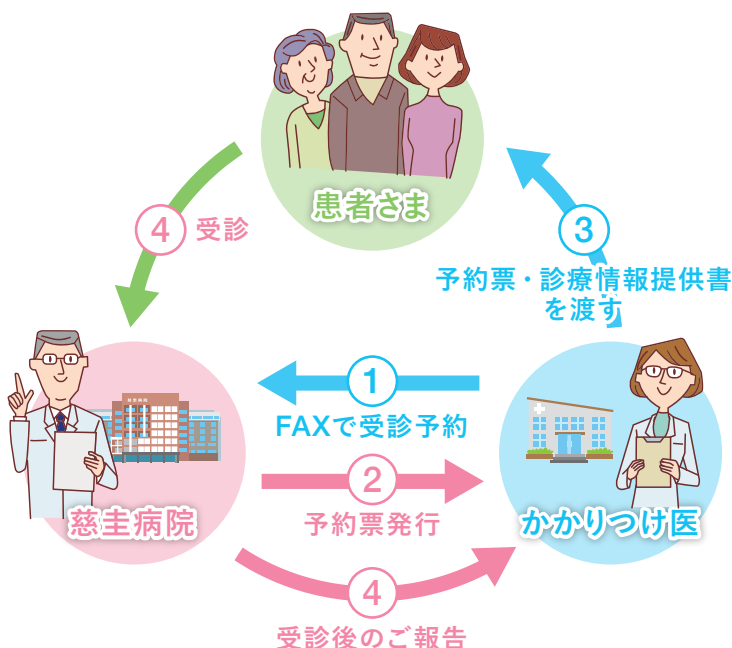 患者さま
4 受診
3
予約票・診療情報提供書
を渡す
1
FAXで受診予約
2
予約票発行
慈圭病院
かかりつけ医
4
受診後のご報告